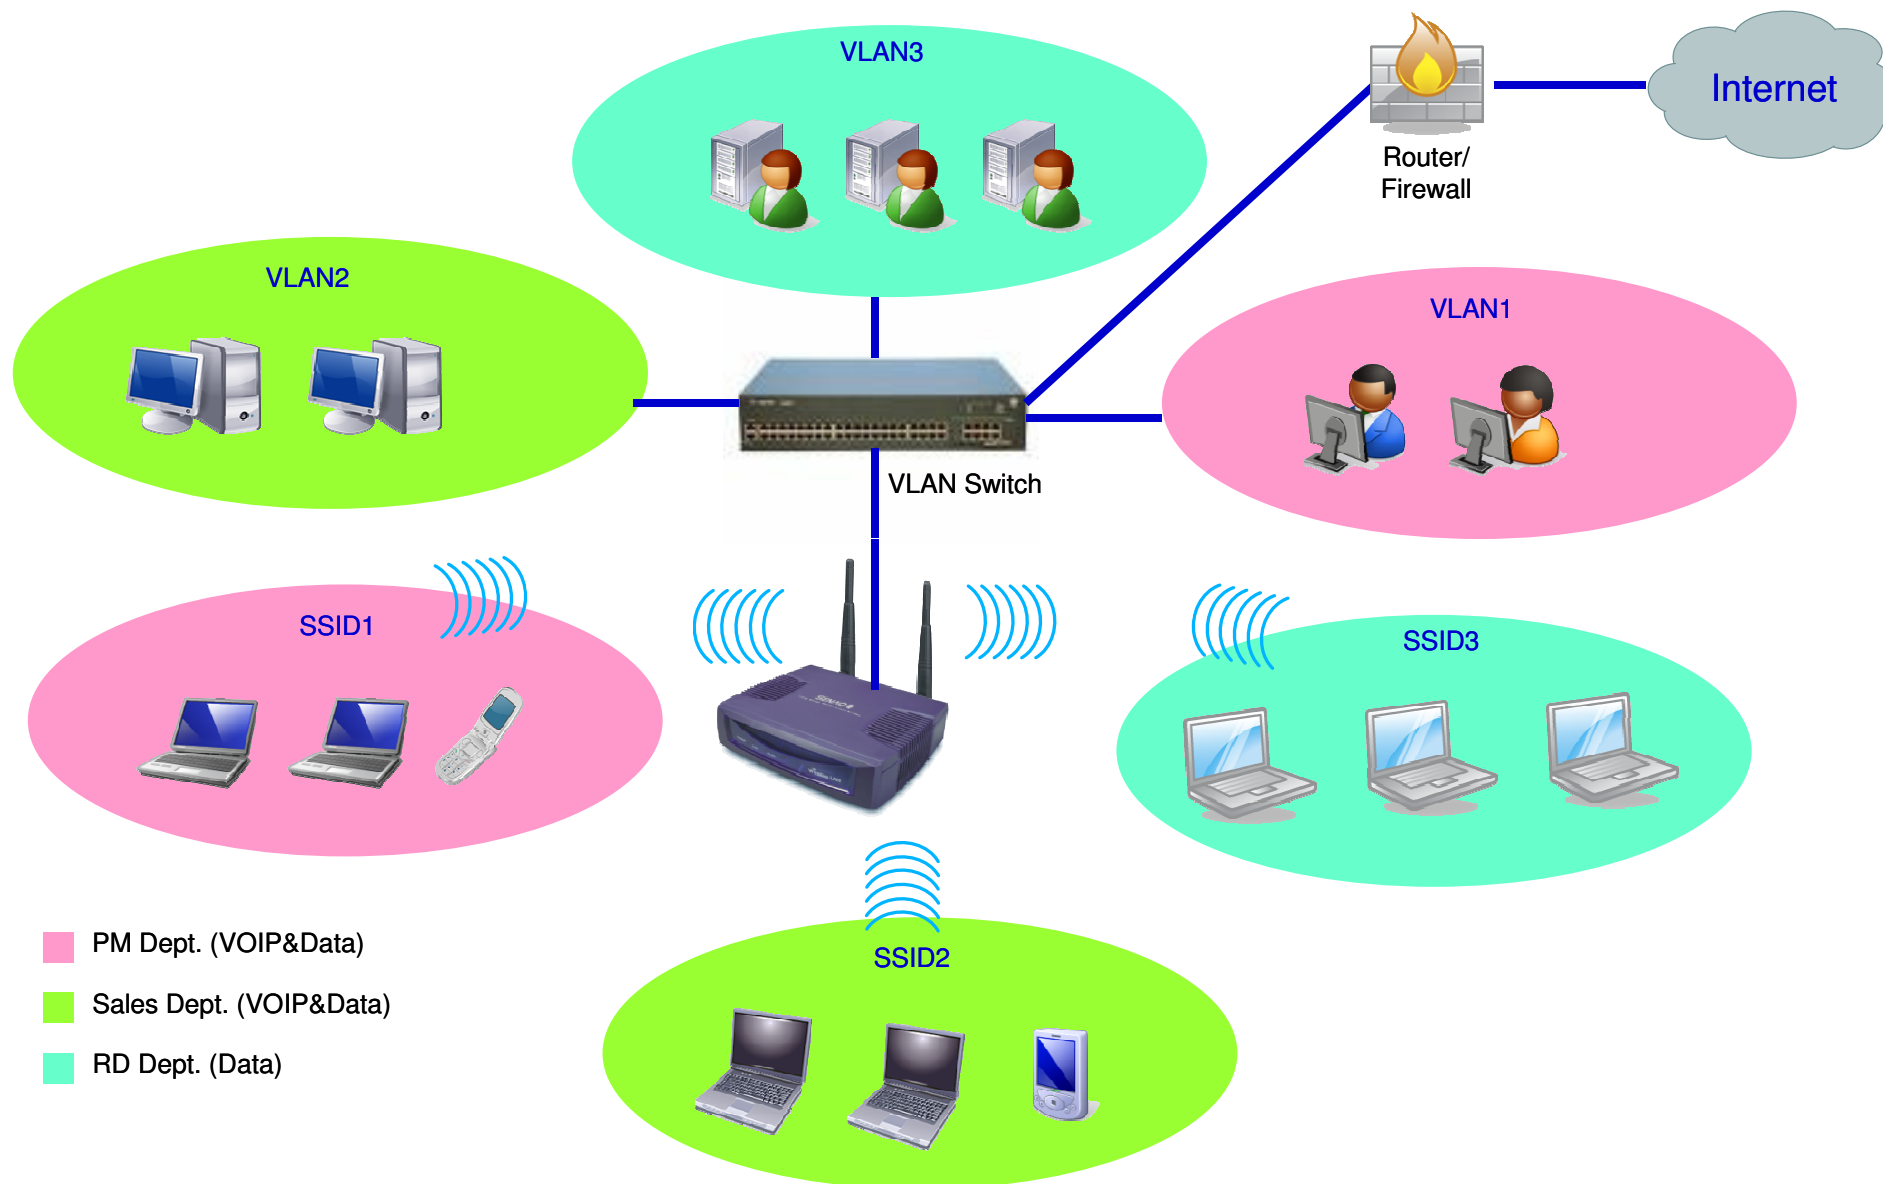 VLAN3
Internet
Router/
Firewall
VLAN2
VLAN1
VLAN Switch
SSID1
SSID3
SSID2
PM Dept. (VOIP&Data)
Sales Dept. (VOIP&Data)
RD Dept. (Data)